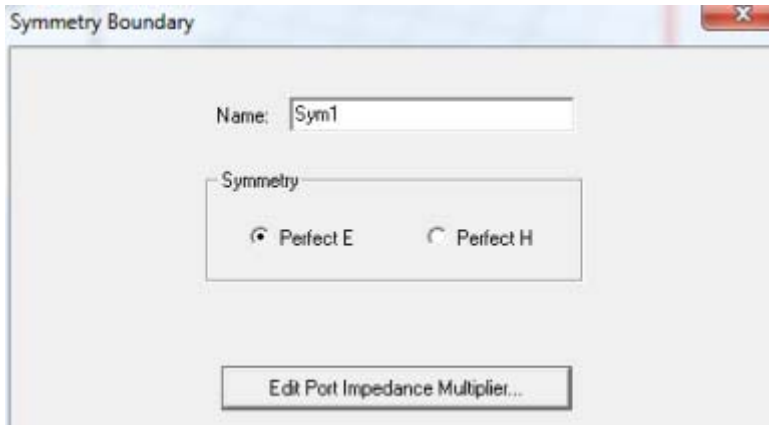 Symmetry Boundary
Name: Sym1
Symmetry
Perfect E Perfect H
Edit Port Impedance Multiplier...